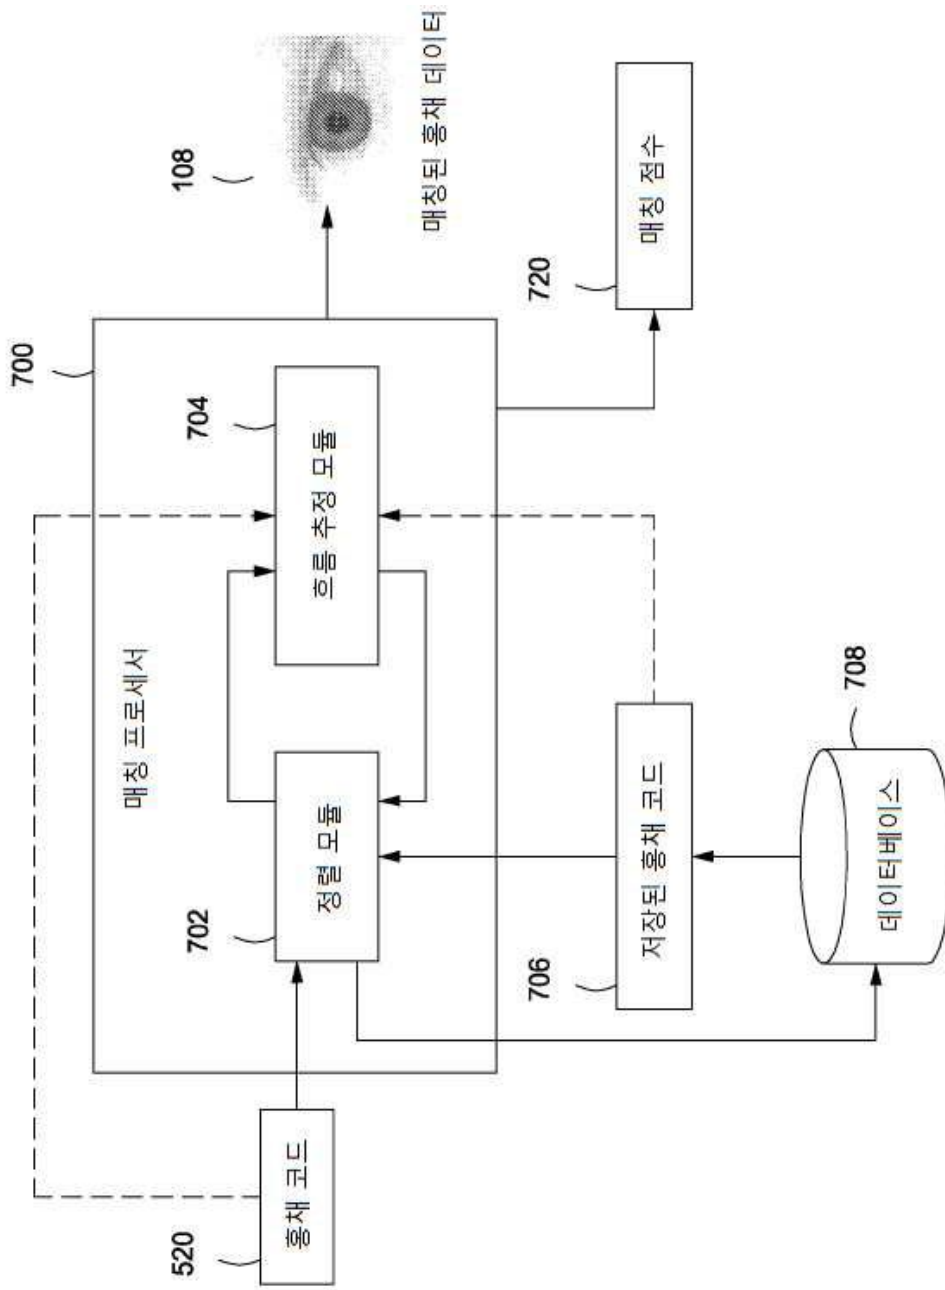 700
매칭 프로세서
520
홍채 코드
702
정렬 모듈
704
흐름 추정 모듈
108
매칭된 홍채 데이터
706
저장된 홍채 코드
708
데이터베이스
720
매칭 점수